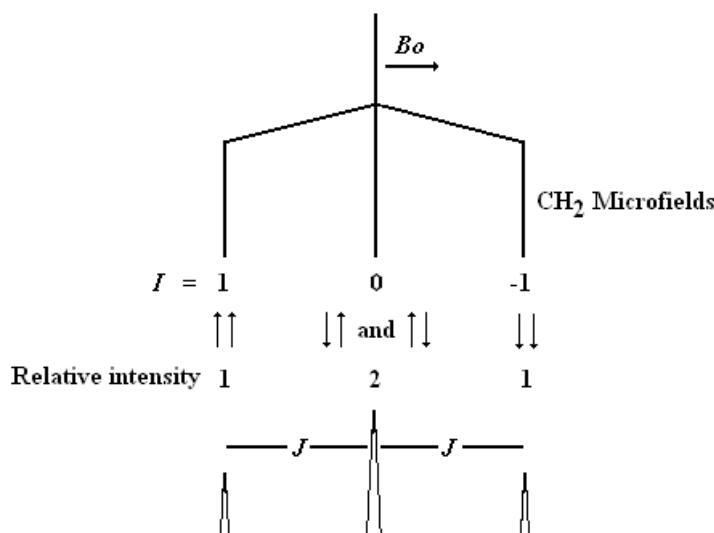 Bo
CH₂ Microfields
I = 1 0 -1
↑↑ ↓↑ and ↑↓ ↓↓
Relative intensity 1 2 1
J J